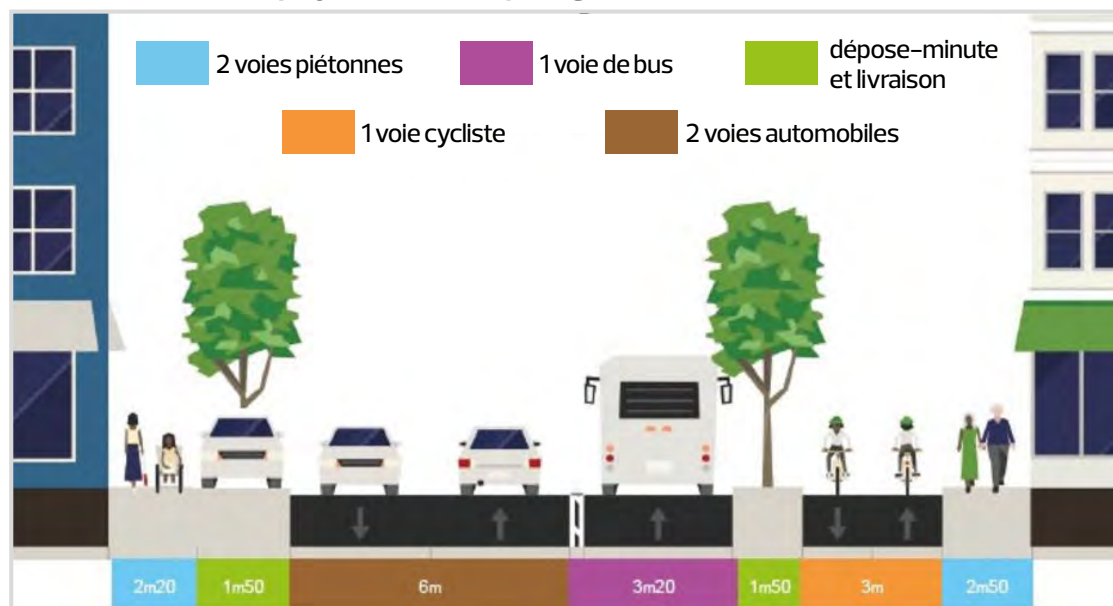 2 voies piétonnes
1 voie de bus
dépose-minute
et livraison
1 voie cycliste
2 voies automobiles
2m20
1m50
6m
3m20
1m50
3m
2m50